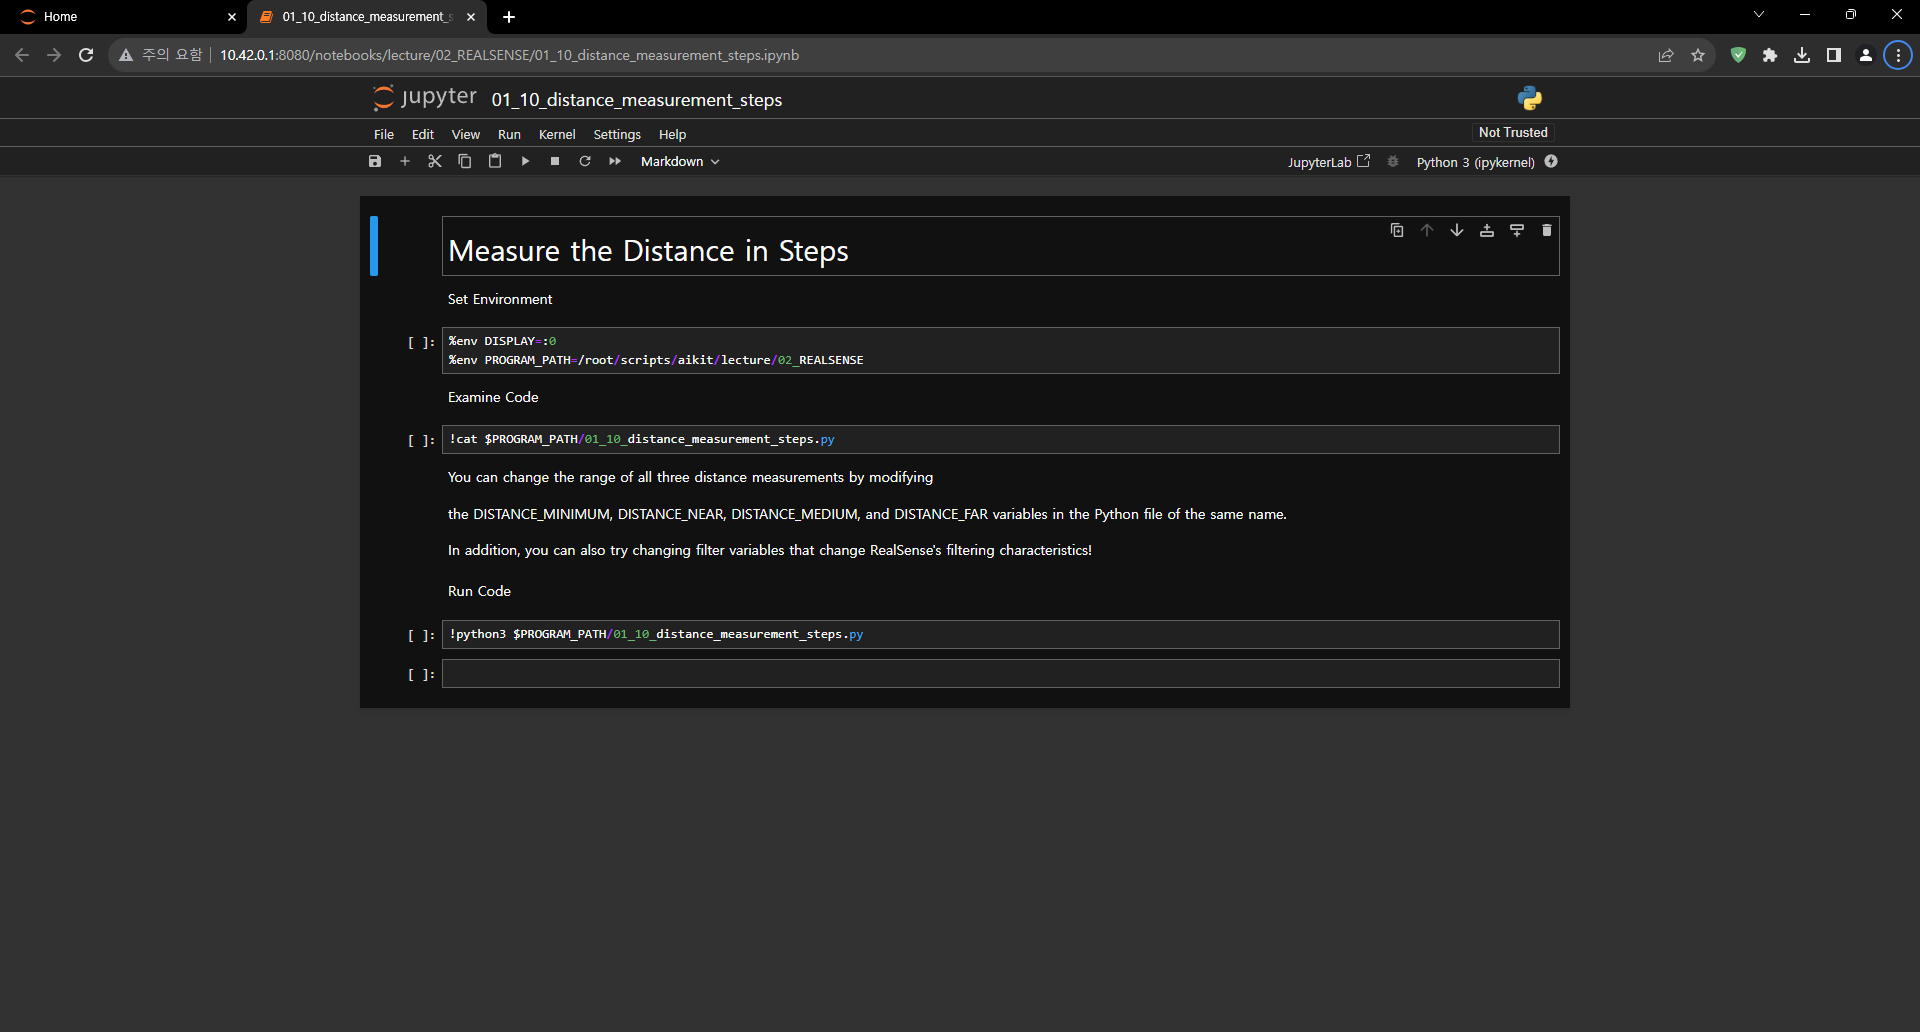 Home
01_10_distance_measurement_s
주의 요함
10.42.0.1:8080/notebooks/lecture/02_REALSENSE/01_10_distance_measurement_steps.ipynb
jupyter 01_10_distance_measurement_steps
File Edit View Run Kernel Settings Help
Not Trusted
Markdown
JupyterLab
Python 3 (ipykernel)
Measure the Distance in Steps
Set Environment
[ ]: %env DISPLAY=:0
%env PROGRAM_PATH=/root/scripts/aikit/lecture/02_REALSENSE
Examine Code
[ ]: !cat $PROGRAM_PATH/01_10_distance_measurement_steps.py
You can change the range of all three distance measurements by modifying
the DISTANCE_MINIMUM, DISTANCE_NEAR, DISTANCE_MEDIUM, and DISTANCE_FAR variables in the Python file of the same name.
In addition, you can also try changing filter variables that change RealSense's filtering characteristics!
Run Code
[ ]: !python3 $PROGRAM_PATH/01_10_distance_measurement_steps.py
[ ]: